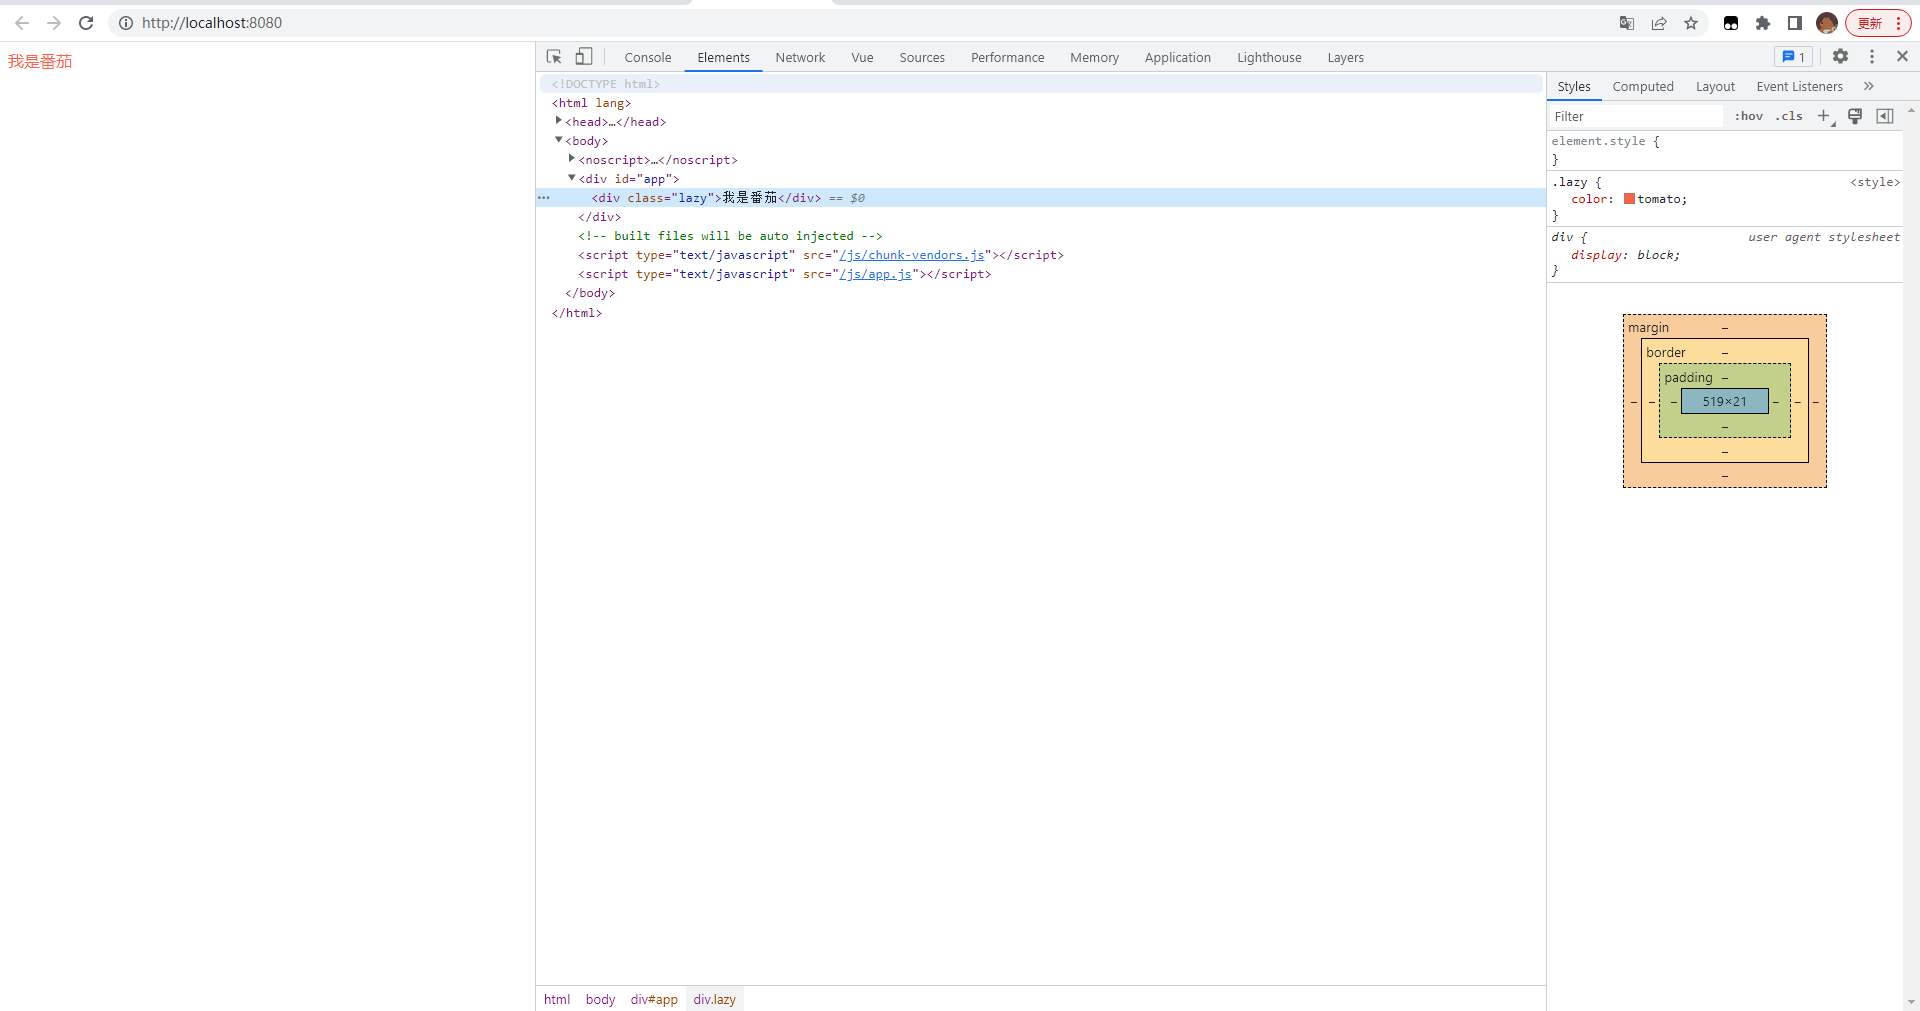 http://localhost:8080
更新
我是番茄
Console Elements Network Vue Sources Performance Memory Application Lighthouse Layers
1
<!DOCTYPE html>
<html lang>
<head>…</head>
<body>
<noscript>…</noscript>
<div id="app">
<div class="lazy">我是番茄</div> == $0
</div>
<!-- built files will be auto injected -->
<script type="text/javascript" src="/js/chunk-vendors.js"></script>
<script type="text/javascript" src="/js/app.js"></script>
</body>
</html>
html body div#app div.lazy
Styles Computed Layout Event Listeners
Filter :hov .cls
element.style {
}
.lazy { <style>
color: tomato;
}
div { user agent stylesheet
display: block;
}
margin –
border –
padding –
– – – 519×21 – – –
–
–
–